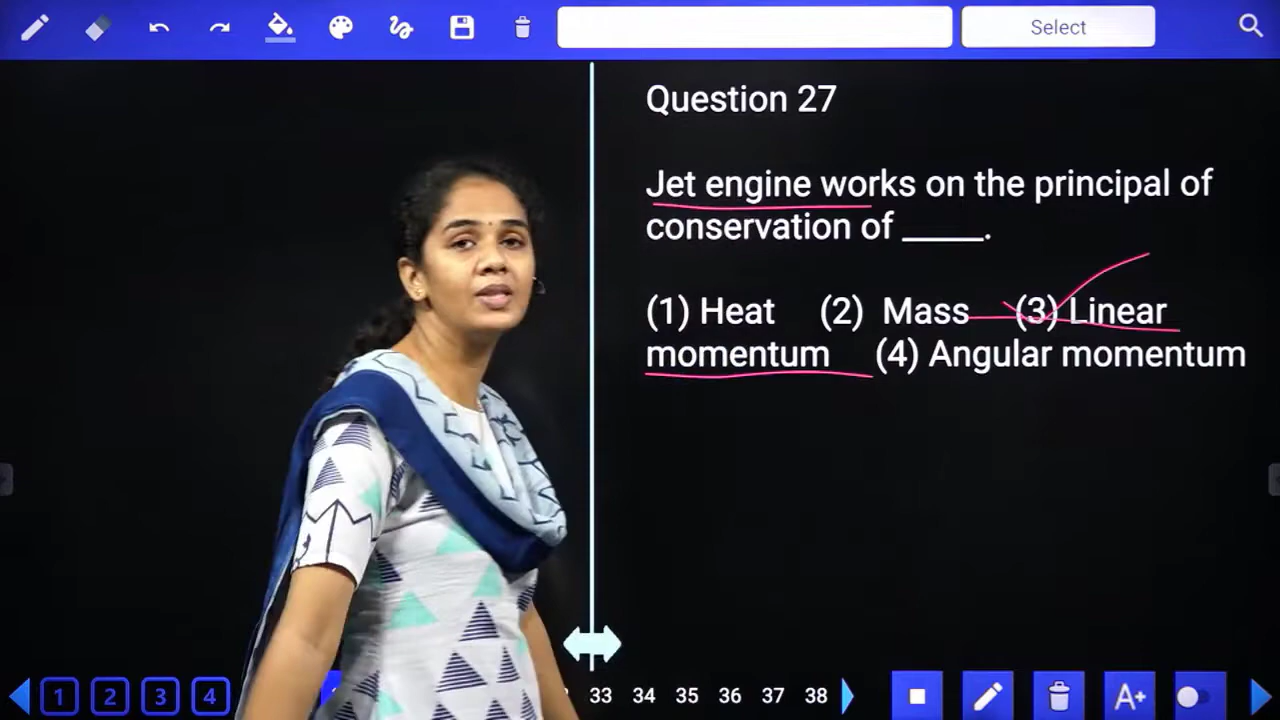 Select
Question 27
Jet engine works on the principal of
conservation of _____.
(1) Heat (2) Mass (3) Linear
momentum (4) Angular momentum
1 2 3 4 33 34 35 36 37 38
A+